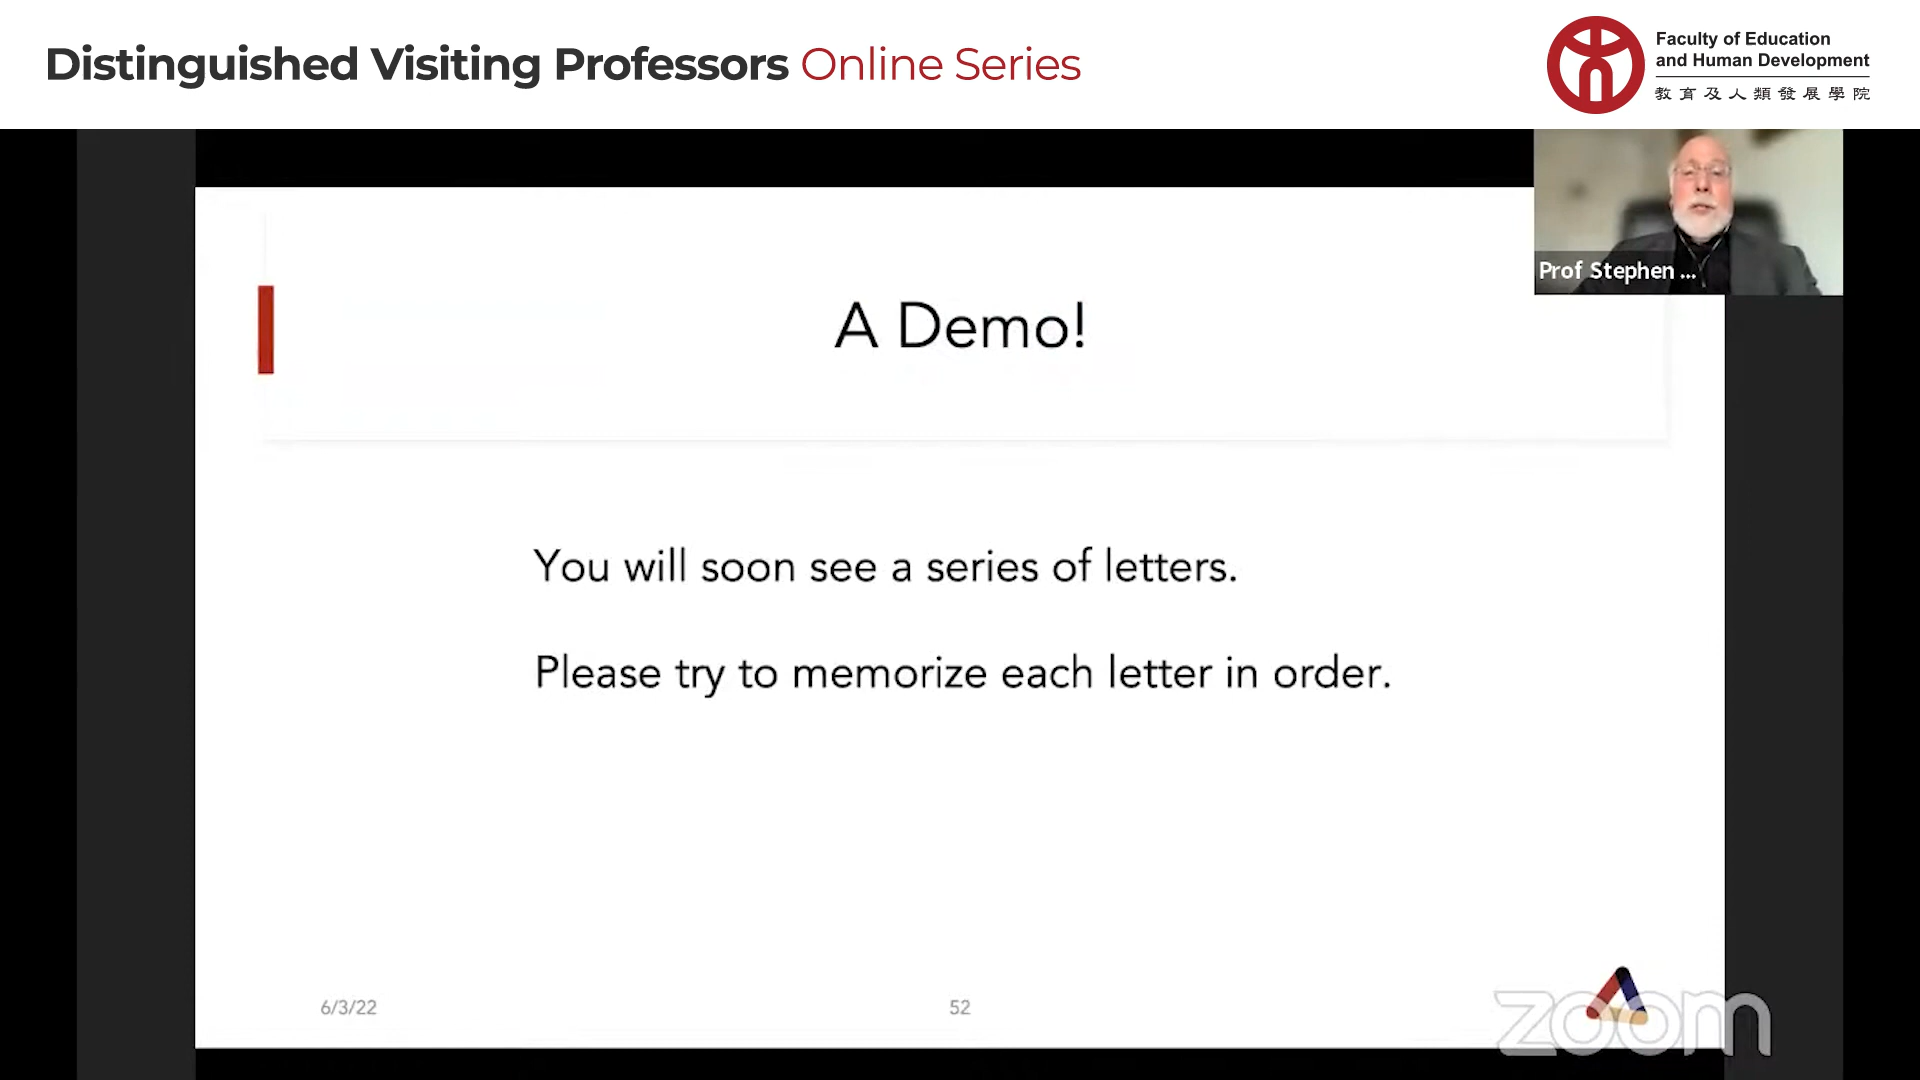 Distinguished Visiting Professors Online Series
Faculty of Education
and Human Development
教育及人類發展學院
Prof Stephen ...
A Demo!
You will soon see a series of letters.
Please try to memorize each letter in order.
6/3/22
52
zoom